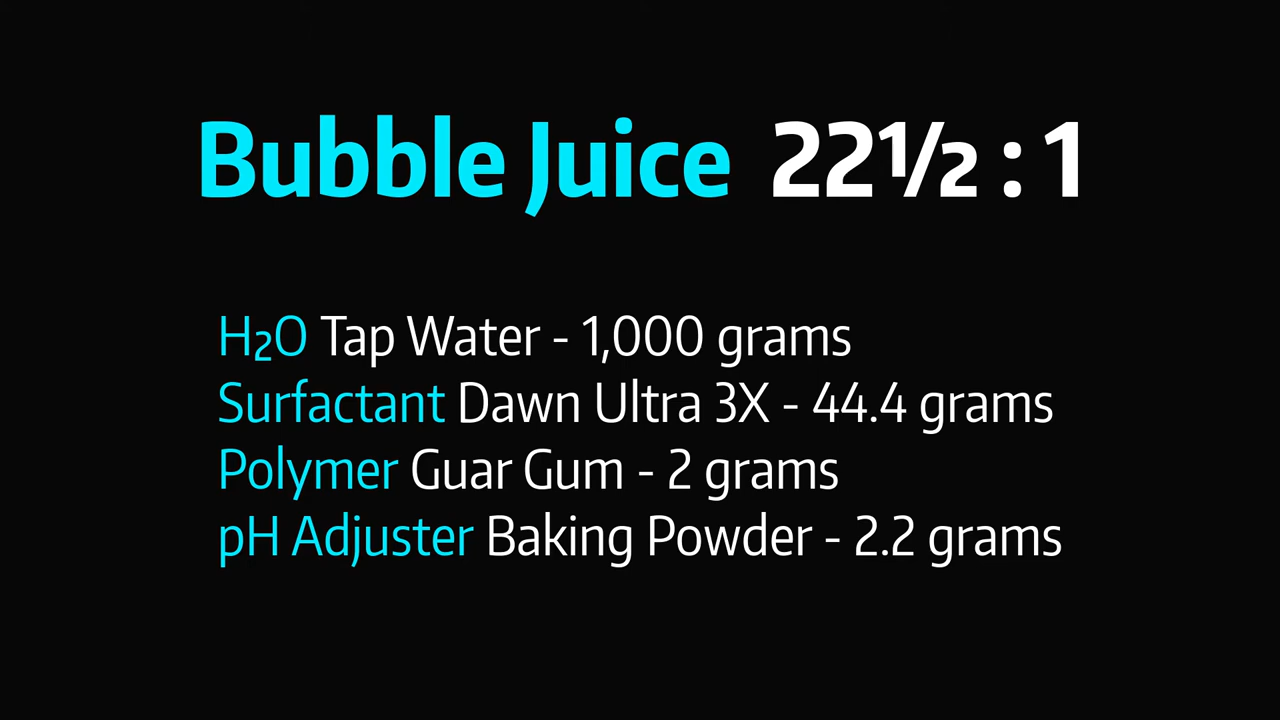 Bubble Juice 22½ : 1
H₂O Tap Water - 1,000 grams
Surfactant Dawn Ultra 3X - 44.4 grams
Polymer Guar Gum - 2 grams
pH Adjuster Baking Powder - 2.2 grams